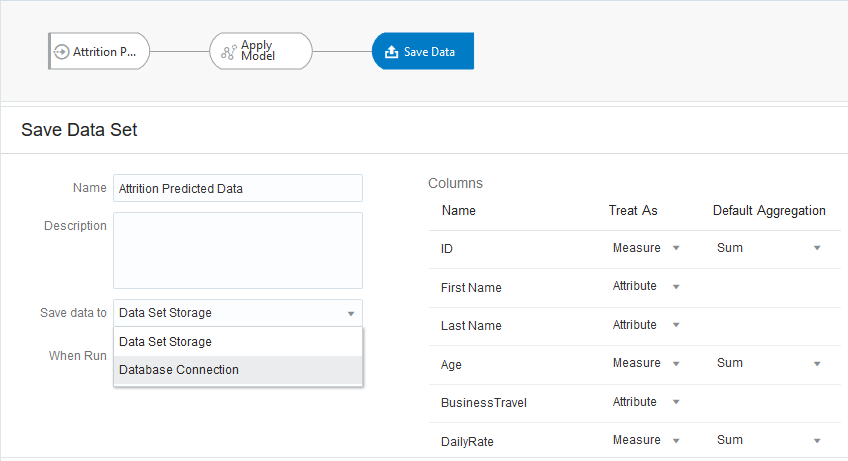 Attrition P...
Apply
Model
Save Data
Save Data Set
Name
Attrition Predicted Data
Description
Save data to
Data Set Storage
Data Set Storage
When Run
Database Connection
Columns
Name Treat As Default Aggregation
ID Measure Sum
First Name Attribute
Last Name Attribute
Age Measure Sum
BusinessTravel Attribute
DailyRate Measure Sum